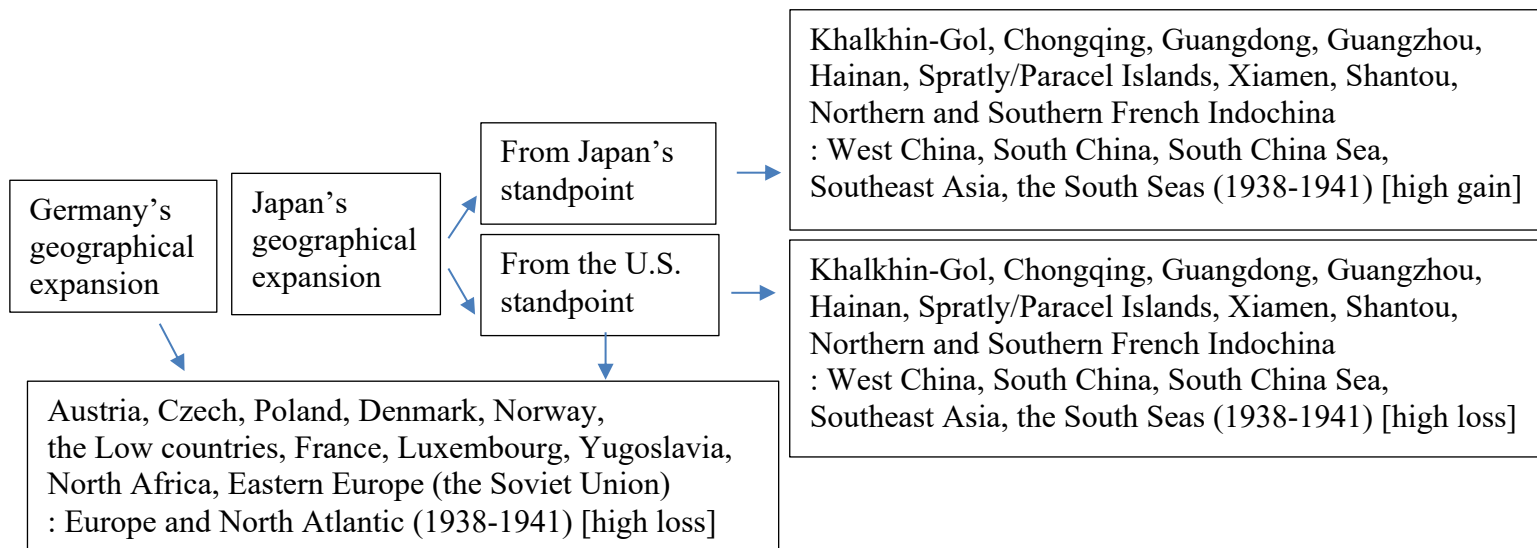 Germany’s
geographical
expansion
Japan’s
geographical
expansion
From Japan’s
standpoint
From the U.S.
standpoint
Khalkhin-Gol, Chongqing, Guangdong, Guangzhou,
Hainan, Spratly/Paracel Islands, Xiamen, Shantou,
Northern and Southern French Indochina
: West China, South China, South China Sea,
Southeast Asia, the South Seas (1938-1941) [high gain]
Khalkhin-Gol, Chongqing, Guangdong, Guangzhou,
Hainan, Spratly/Paracel Islands, Xiamen, Shantou,
Northern and Southern French Indochina
: West China, South China, South China Sea,
Southeast Asia, the South Seas (1938-1941) [high loss]
Austria, Czech, Poland, Denmark, Norway,
the Low countries, France, Luxembourg, Yugoslavia,
North Africa, Eastern Europe (the Soviet Union)
: Europe and North Atlantic (1938-1941) [high loss]